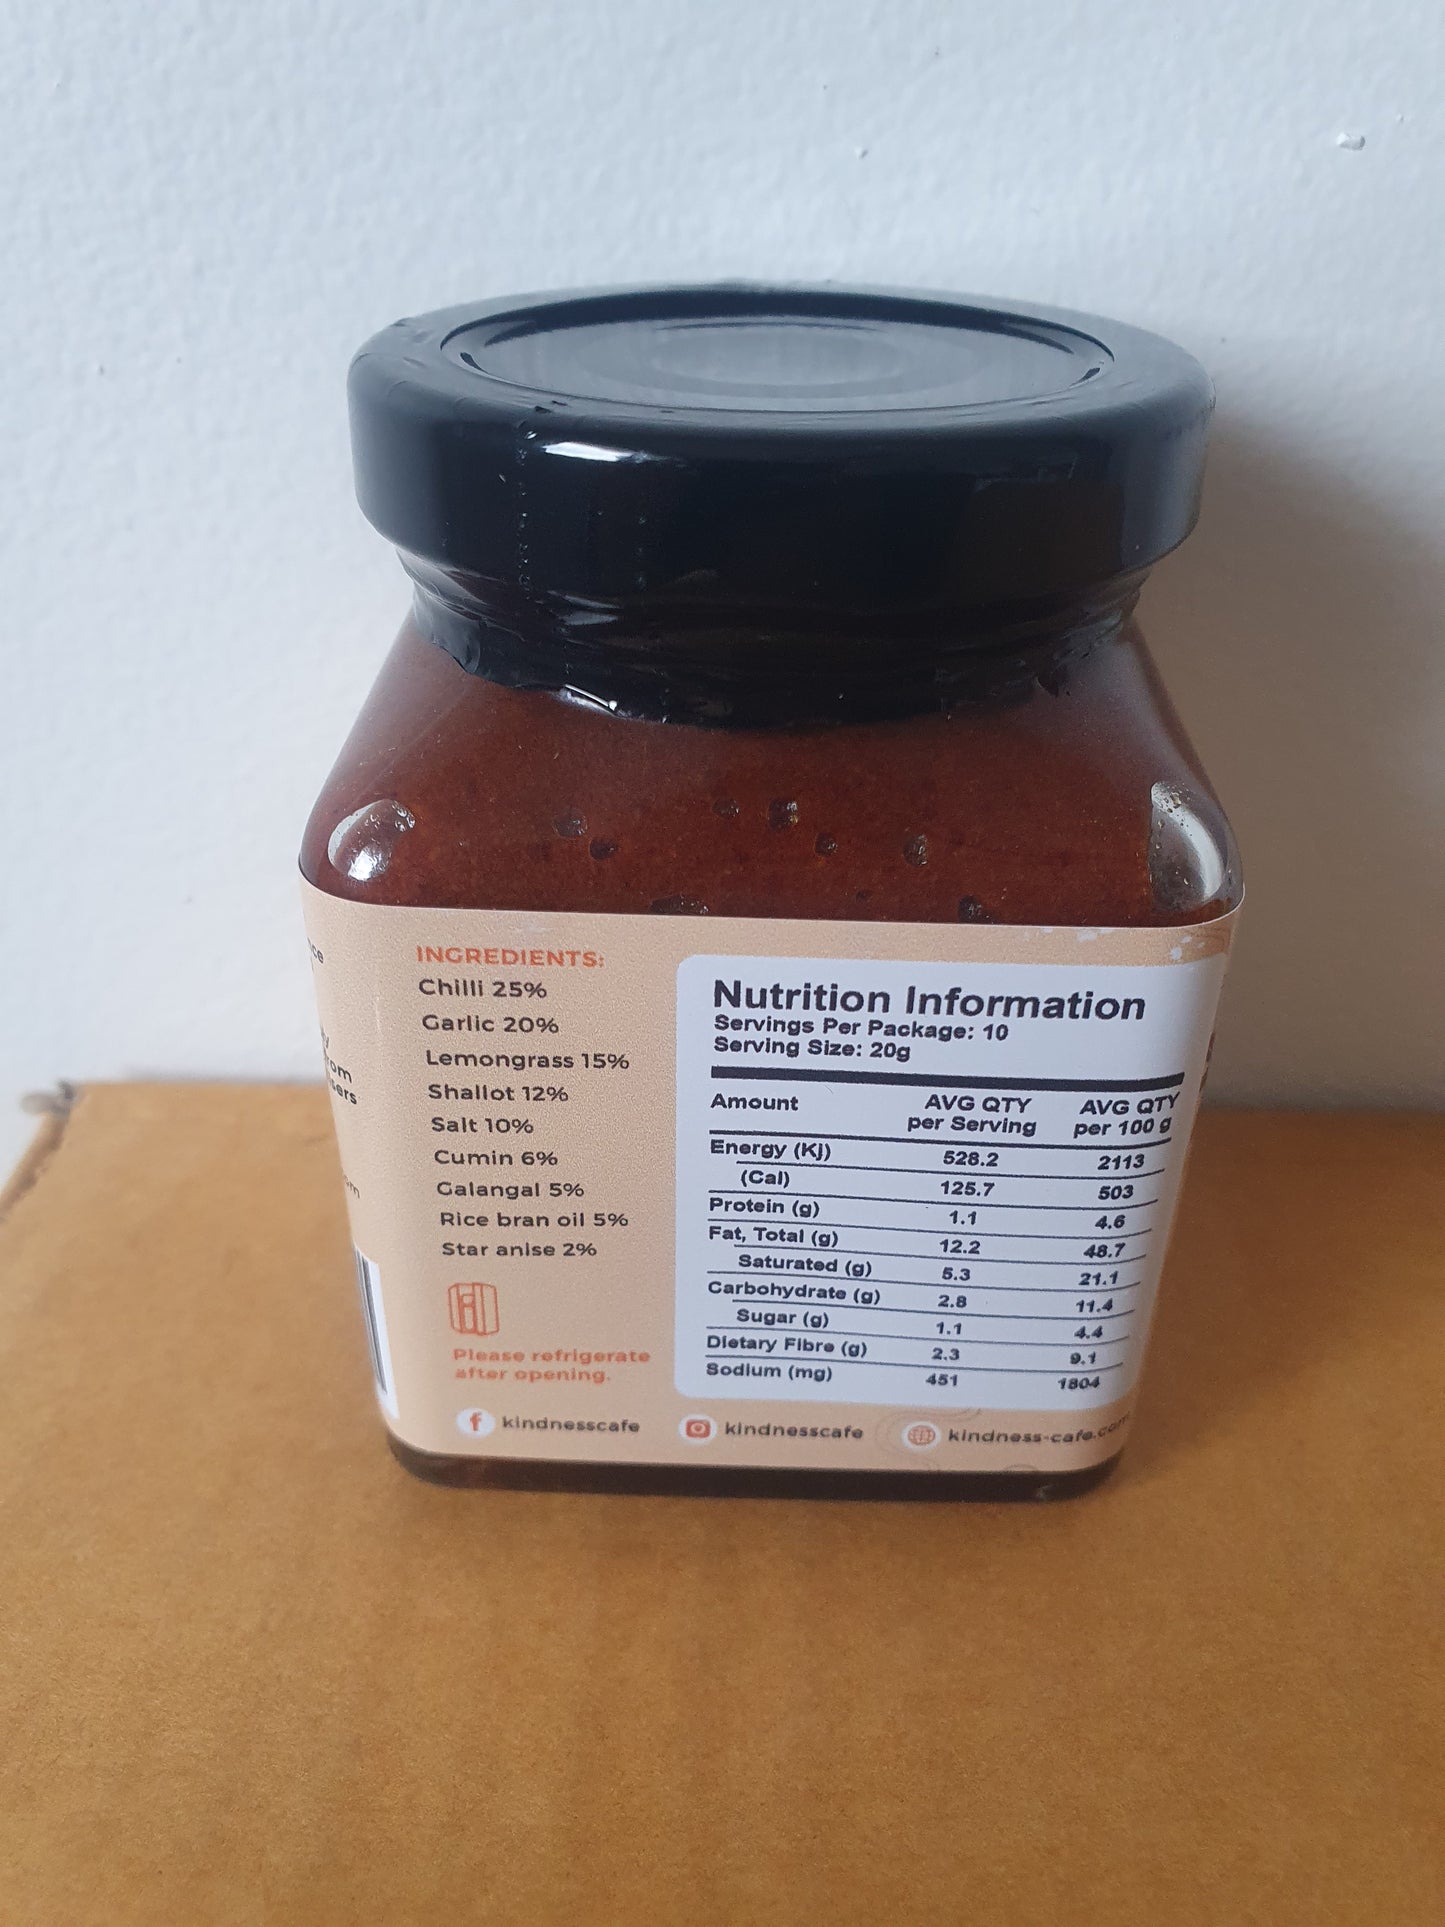 INGREDIENTS:
Chilli 25%
Garlic 20%
Lemongrass 15%
Shallot 12%
Salt 10%
Cumin 6%
Galangal 5%
Rice bran oil 5%
Star anise 2%
Please refrigerate
after opening.
Nutrition Information
Servings Per Package: 10
Serving Size: 20g
Amount AVG QTY per Serving AVG QTY per 100 g
Energy (Kj) 528.2 2113
(Cal) 125.7 503
Protein (g) 1.1 4.6
Fat, Total (g) 12.2 48.7
Saturated (g) 5.3 21.1
Carbohydrate (g) 2.8 11.4
Sugar (g) 1.1 4.4
Dietary Fibre (g) 2.3 9.1
Sodium (mg) 451 1804
kindnesscafe kindnesscafe kindness-cafe.com